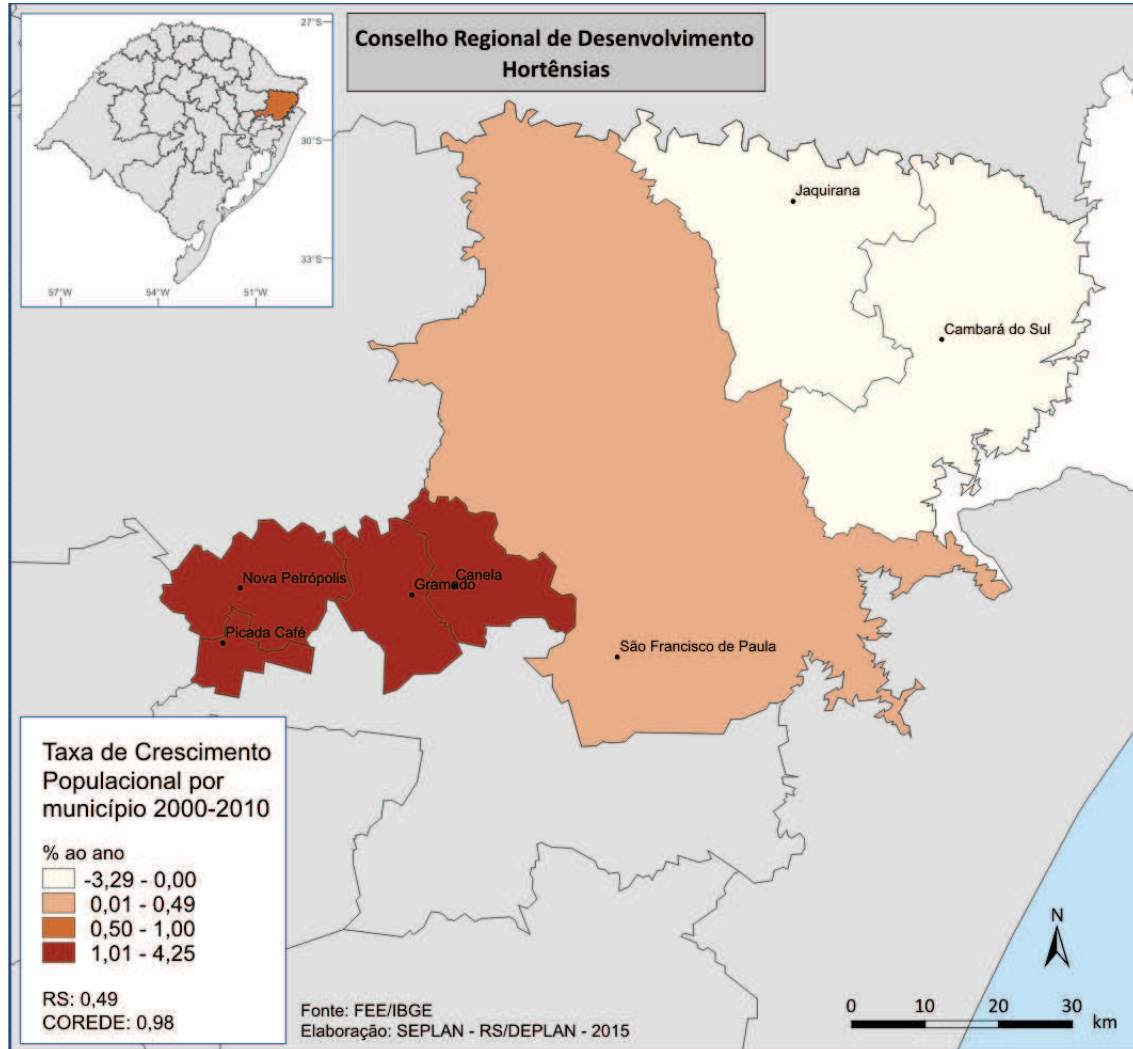 Conselho Regional de Desenvolvimento
Hortênsias
27°S
30°S
33°S
57°W
54°W
51°W
Jaquirana
Cambará do Sul
Nova Petrópolis
Canela
Gramado
Picada Café
São Francisco de Paula
Taxa de Crescimento
Populacional por
município 2000-2010
% ao ano
-3,29 - 0,00
0,01 - 0,49
0,50 - 1,00
1,01 - 4,25
RS: 0,49
COREDE: 0,98
Fonte: FEE/IBGE
Elaboração: SEPLAN - RS/DEPLAN - 2015
N
0 10 20 30
km